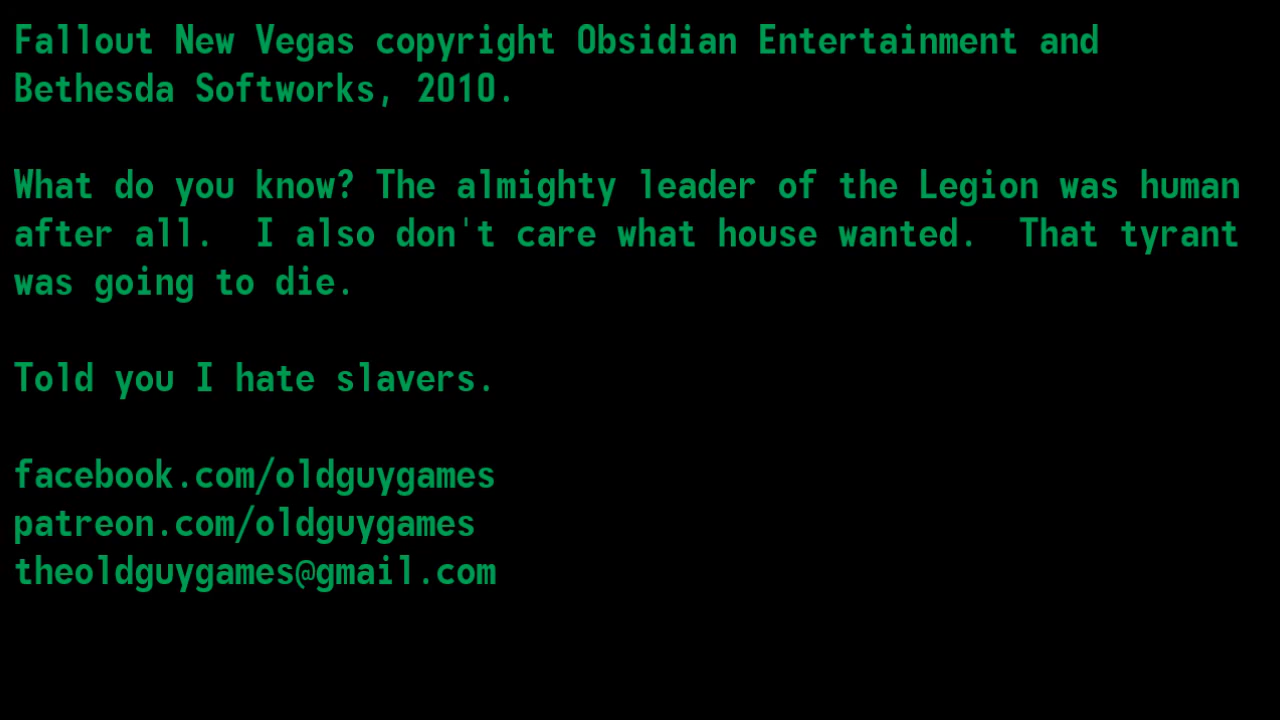 Fallout New Vegas copyright Obsidian Entertainment and
Bethesda Softworks, 2010.
What do you know? The almighty leader of the Legion was human
after all.  I also don't care what house wanted.  That tyrant
was going to die.
Told you I hate slavers.
facebook.com/oldguygames
patreon.com/oldguygames
theoldguygames@gmail.com